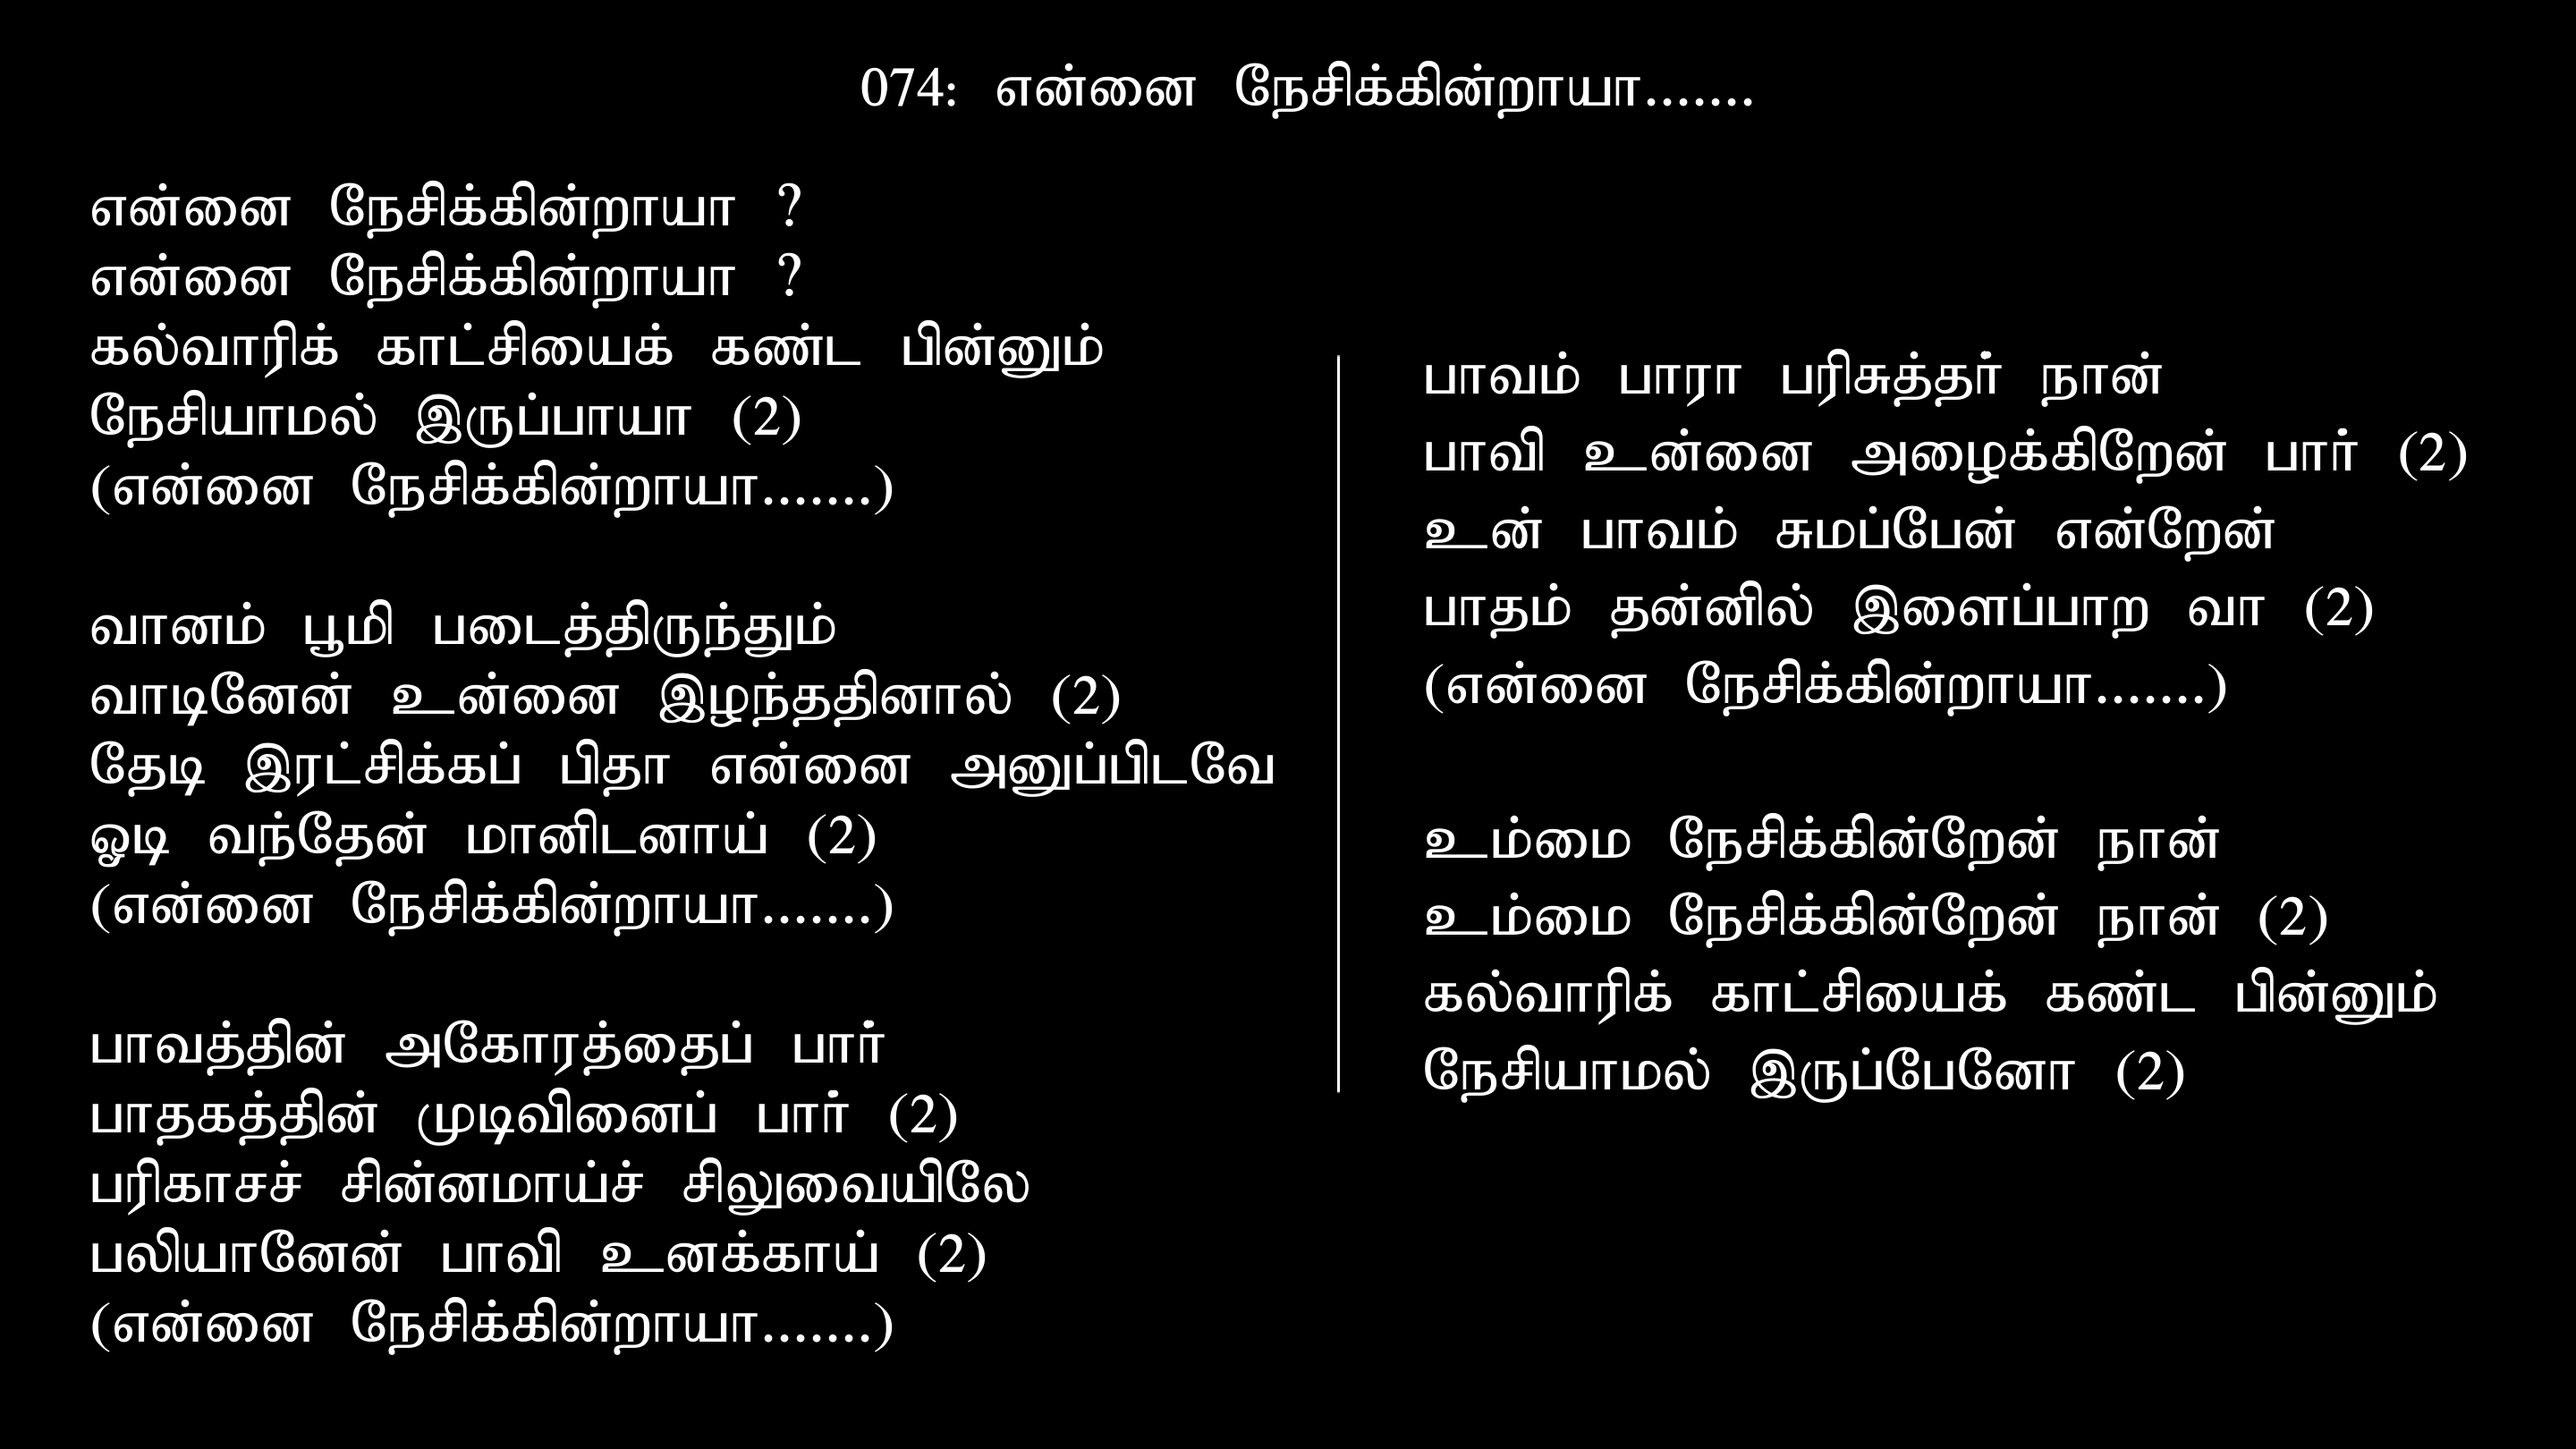 074: என்னை நேசிக்கின்றாயா.......
என்னை நேசிக்கின்றாயா ?
என்னை நேசிக்கின்றாயா ?
கல்வாரிக் காட்சியைக் கண்ட பின்னும்
நேசியாமல் இருப்பாயா (2)
(என்னை நேசிக்கின்றாயா.......)
வானம் பூமி படைத்திருந்தும்
வாடினேன் உன்னை இழந்ததினால் (2)
தேடி இரட்சிக்கப் பிதா என்னை அனுப்பிடவே
ஓடி வந்தேன் மானிடனாய் (2)
(என்னை நேசிக்கின்றாயா.......)
பாவத்தின் அகோரத்தைப் பார்
பாதகத்தின் முடிவினைப் பார் (2)
பரிகாசச் சின்னமாய்ச் சிலுவையிலே
பலியானேன் பாவி உனக்காய் (2)
(என்னை நேசிக்கின்றாயா.......)
பாவம் பாரா பரிசுத்தர் நான்
பாவி உன்னை அழைக்கிறேன் பார் (2)
உன் பாவம் சுமப்பேன் என்றேன்
பாதம் தன்னில் இளைப்பாற வா (2)
(என்னை நேசிக்கின்றாயா.......)
உம்மை நேசிக்கின்றேன் நான்
உம்மை நேசிக்கின்றேன் நான் (2)
கல்வாரிக் காட்சியைக் கண்ட பின்னும்
நேசியாமல் இருப்பேனோ (2)